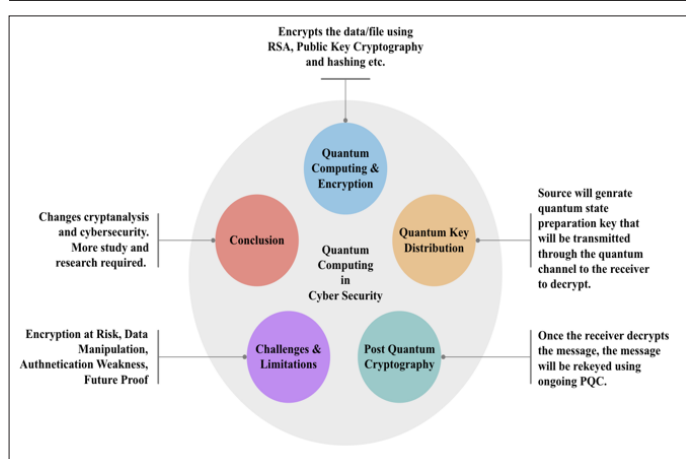 Encrypts the data/file using
RSA, Public Key Cryptography
and hashing etc.
Quantum
Computing &
Encryption
Source will genrate
quantum state
preparation key that
will be transmitted
through the quantum
channel to the receiver
to decrypt.
Quantum Key
Distribution
Changes cryptanalysis
and cybersecurity.
More study and
research required.
Conclusion
Quantum
Computing
in
Cyber Security
Encryption at Risk, Data
Manipulation,
Authnetication Weakness,
Future Proof
Challenges &
Limitations
Post Quantum
Cryptography
Once the receiver decrypts
the message, the message
will be rekeyed using
ongoing PQC.